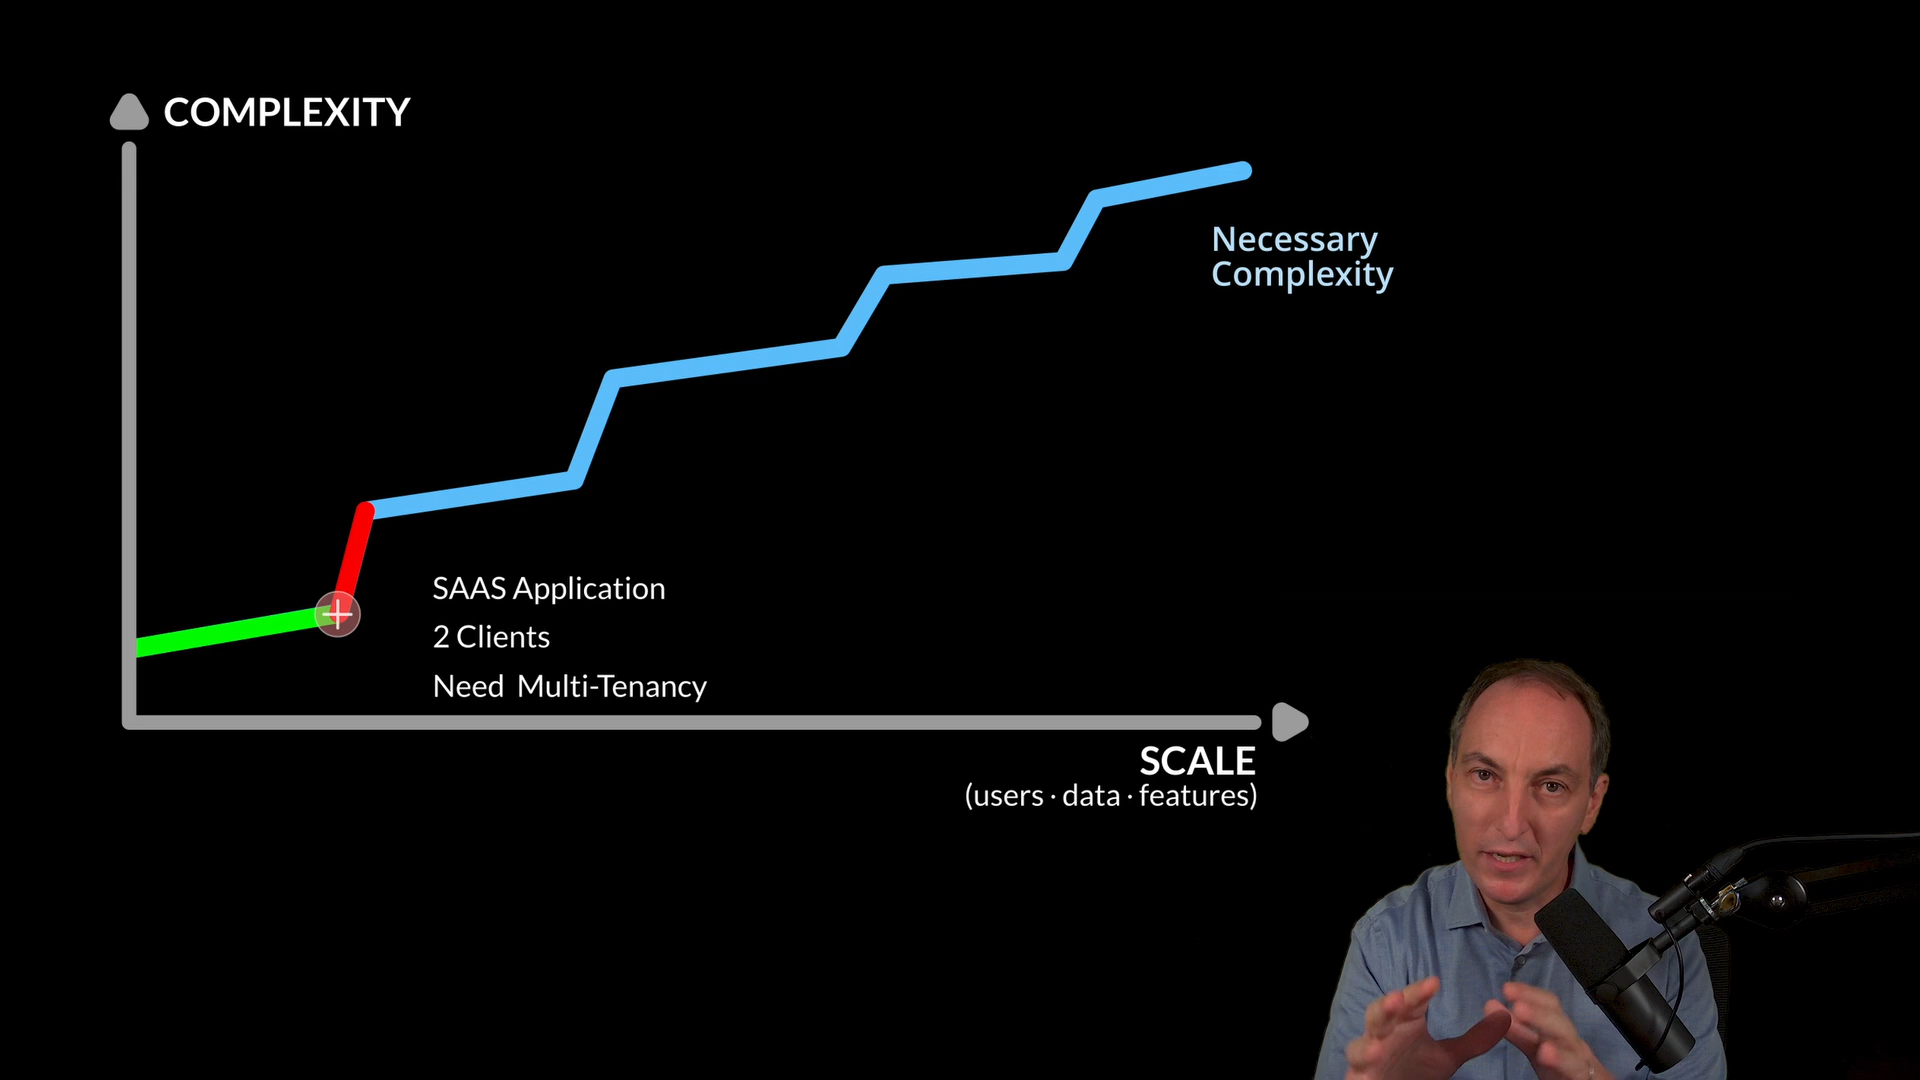 COMPLEXITY
Necessary
Complexity
SAAS Application
2 Clients
Need Multi-Tenancy
SCALE
(users · data · features)